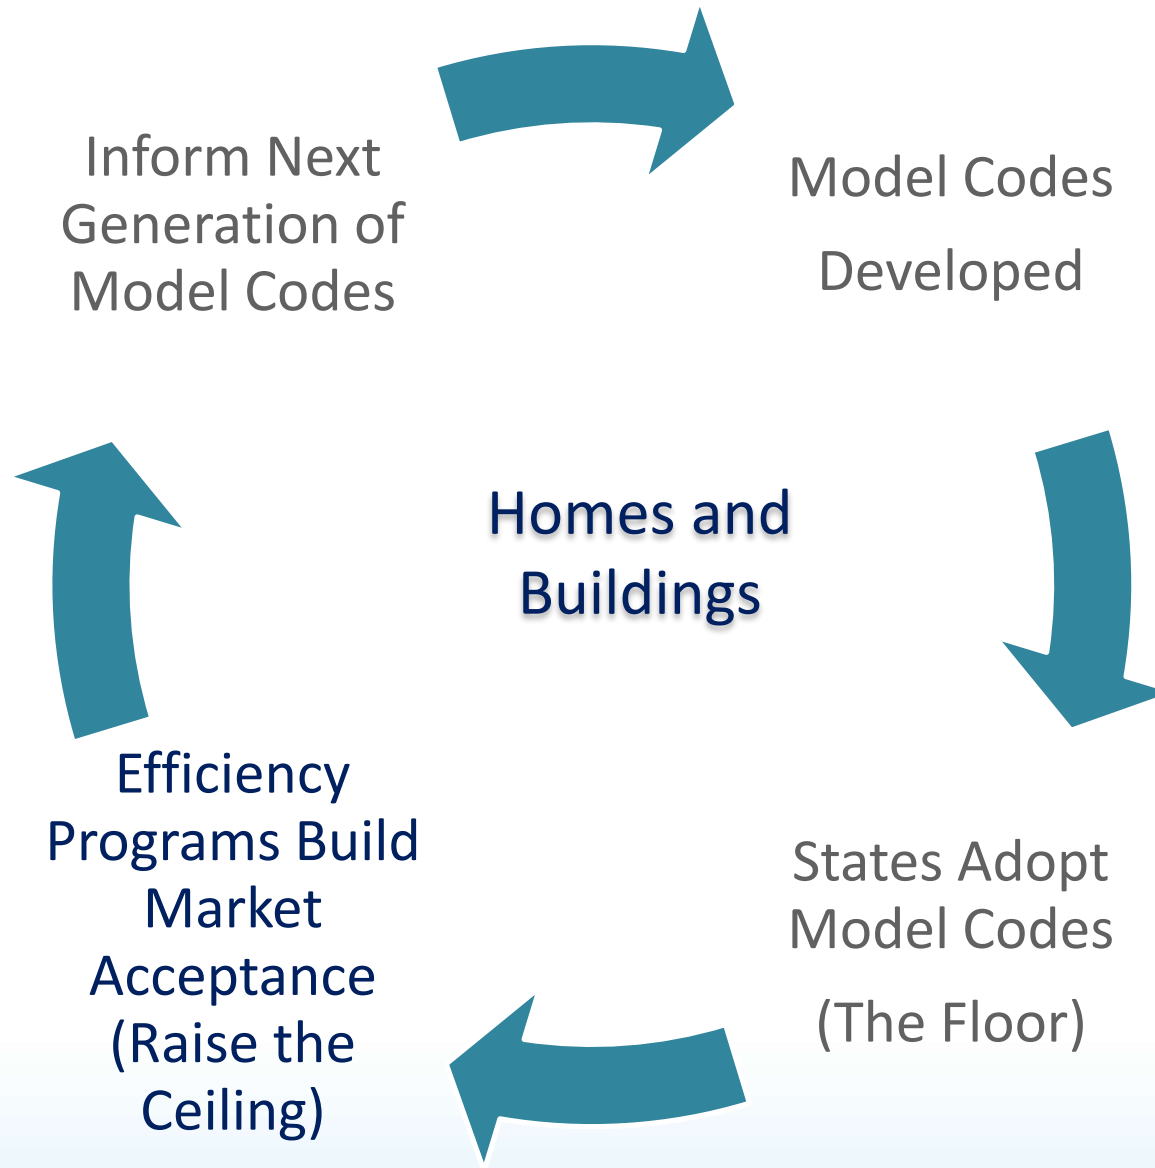 Inform Next
Generation of
Model Codes
Model Codes
Developed
Homes and
Buildings
Efficiency
Programs Build
Market
Acceptance
(Raise the
Ceiling)
States Adopt
Model Codes
(The Floor)